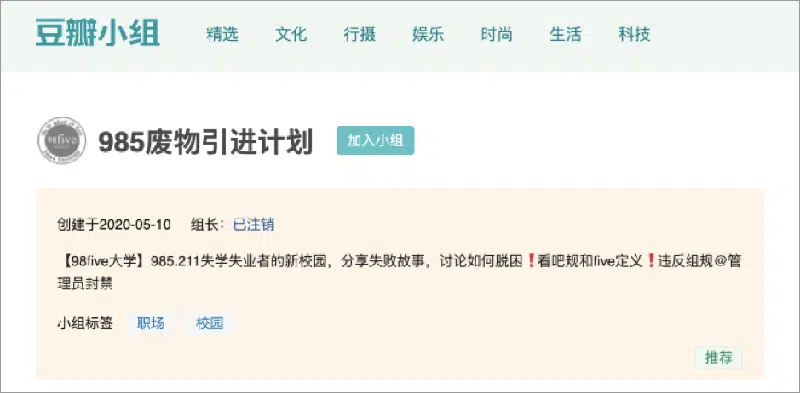 豆瓣小组 精选 文化 行摄 娱乐 时尚 生活 科技
98five
985废物引进计划 加入小组
创建于2020-05-10 组长：已注销
【98five大学】985.211失学失业者的新校园，分享失败故事，讨论如何脱困❗看吧规和five定义❗违反组规@管
理员封禁
小组标签 职场 校园
推荐